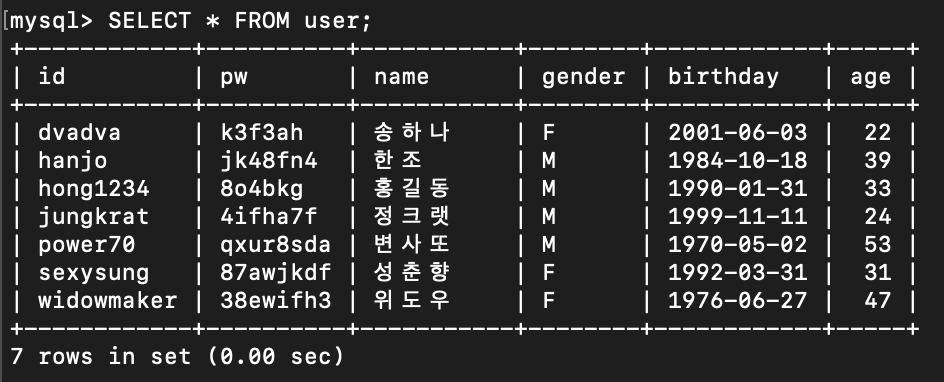 [mysql> SELECT * FROM user;
+------------+----------+-----------+--------+------------+-----+
| id         | pw       | name      | gender | birthday   | age |
+------------+----------+-----------+--------+------------+-----+
| dvadva     | k3f3ah   | 송하나    | F      | 2001-06-03 |  22 |
| hanjo      | jk48fn4  | 한조      | M      | 1984-10-18 |  39 |
| hong1234   | 8o4bkg   | 홍길동    | M      | 1990-01-31 |  33 |
| jungkrat   | 4ifha7f  | 정크랫    | M      | 1999-11-11 |  24 |
| power70    | qxur8sda | 변사또    | M      | 1970-05-02 |  53 |
| sexysung   | 87awjkdf | 성춘향    | F      | 1992-03-31 |  31 |
| widowmaker | 38ewifh3 | 위도우    | F      | 1976-06-27 |  47 |
+------------+----------+-----------+--------+------------+-----+
7 rows in set (0.00 sec)